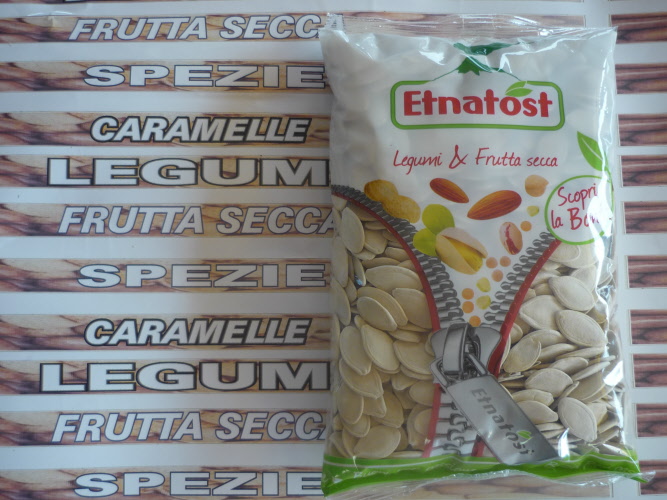 FRUTTA SECCA
SPEZIE
CARAMELLE
LEGUMI
FRUTTA SECCA
SPEZIE
CARAMELLE
LEGUMI
FRUTTA SECCA
SPEZIE
Etnatost
Legumi & Frutta secca
Scopri
la
Etnatost